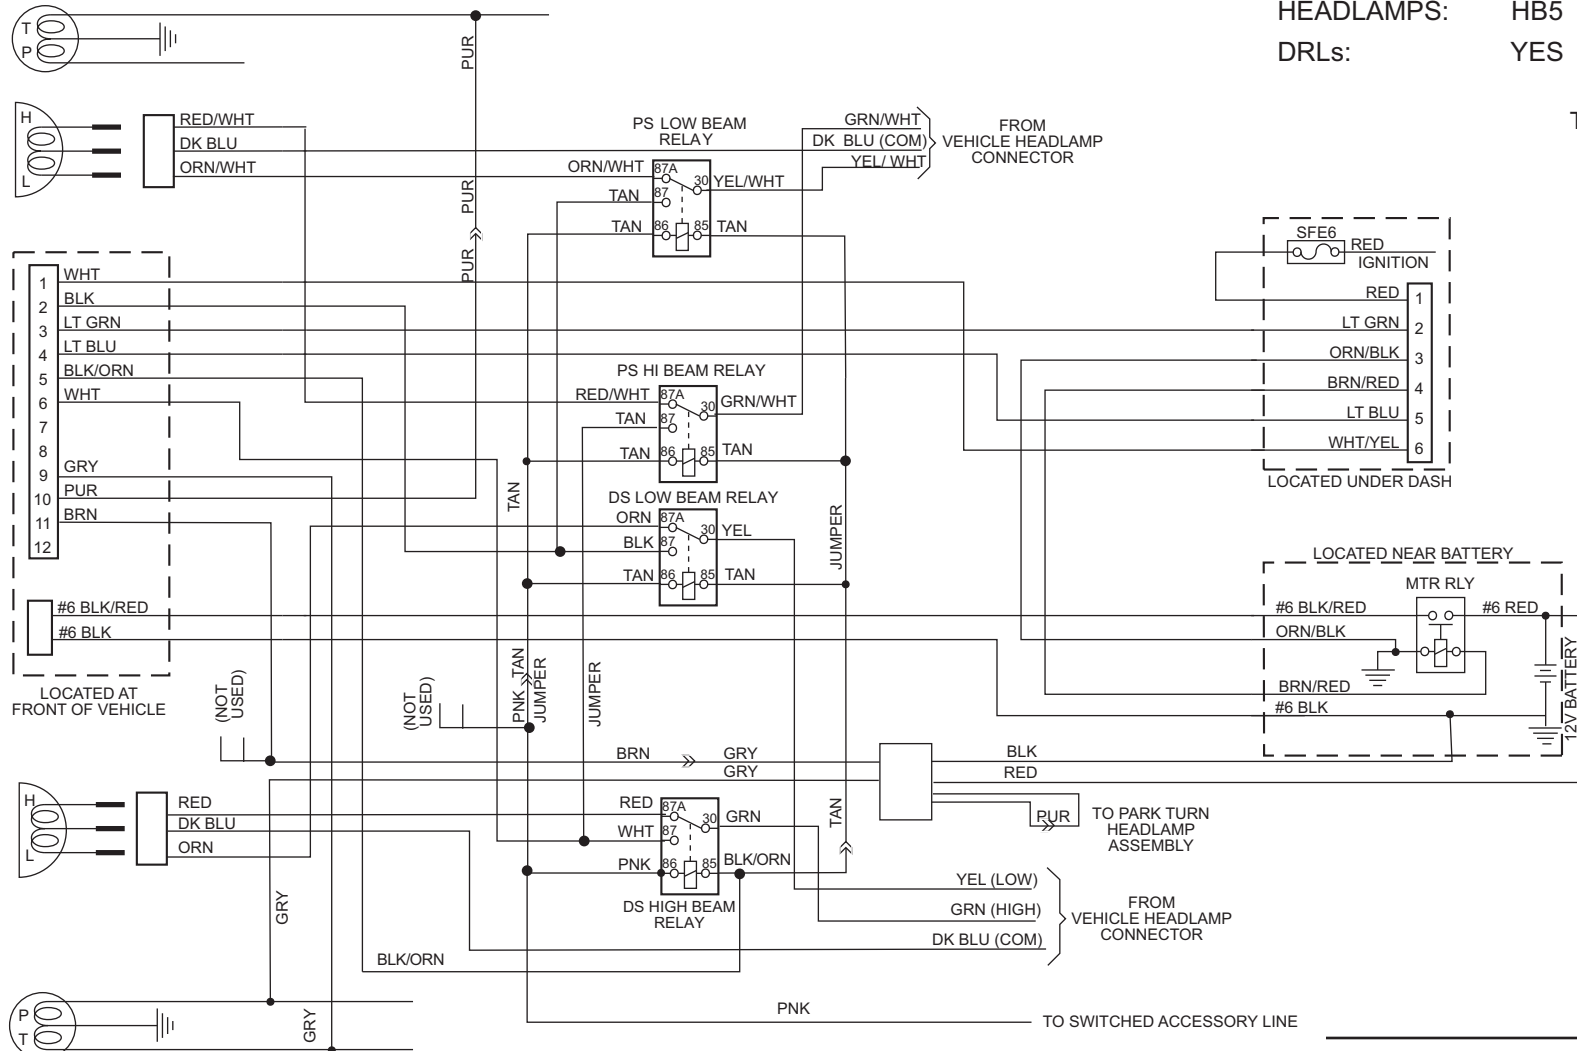 HEADLAMPS: HB5
DRLs: YES
T
T
P
PUR
H
L
RED/WHT
DK BLU
ORN/WHT
PS LOW BEAM
RELAY
ORN/WHT
87A
30
YEL/WHT
TAN
87
TAN
86
85
TAN
GRN/WHT
DK BLU (COM)
YEL/ WHT
FROM
VEHICLE HEADLAMP
CONNECTOR
PUR
PUR
1 WHT
2 BLK
3 LT GRN
4 LT BLU
5 BLK/ORN
6 WHT
7
8
9 GRY
10 PUR
11 BRN
12
#6 BLK/RED
#6 BLK
LOCATED AT
FRONT OF VEHICLE
SFE6
RED
IGNITION
RED 1
LT GRN 2
ORN/BLK 3
BRN/RED 4
LT BLU 5
WHT/YEL 6
LOCATED UNDER DASH
PS HI BEAM RELAY
RED/WHT
87A
30
GRN/WHT
TAN
87
TAN
86
85
TAN
TAN
DS LOW BEAM RELAY
ORN
87A
30
YEL
BLK
87
TAN
86
85
TAN
JUMPER
LOCATED NEAR BATTERY
MTR RLY
#6 BLK/RED
#6 RED
ORN/BLK
BRN/RED
#6 BLK
12V BATTERY
(NOT
USED)
(NOT
USED)
PNK
TAN
JUMPER
JUMPER
BRN
GRY
GRY
BLK
RED
PUR
TO PARK TURN
HEADLAMP
ASSEMBLY
H
L
RED
DK BLU
ORN
RED
87A
30
GRN
WHT
87
PNK
86
85
BLK/ORN
TAN
DS HIGH BEAM
RELAY
YEL (LOW)
GRN (HIGH)
DK BLU (COM)
FROM
VEHICLE HEADLAMP
CONNECTOR
GRY
BLK/ORN
P
T
GRY
PNK
TO SWITCHED ACCESSORY LINE